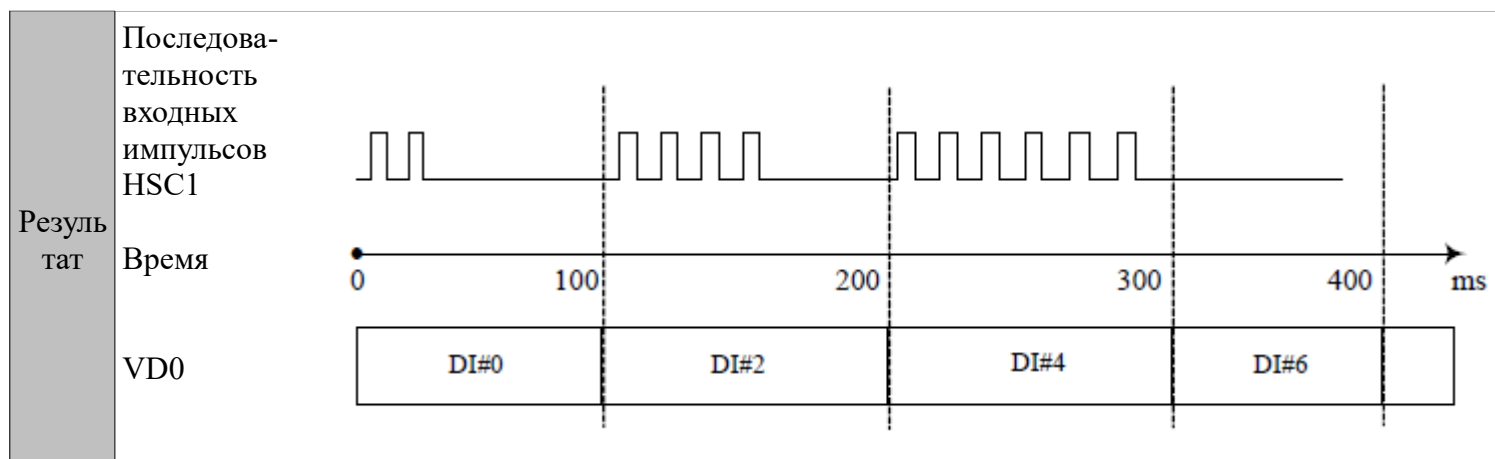 Резуль
тат
Последова-
тельность
входных
импульсов
HSC1
Время
0 100 200 300 400 ms
VD0
DI#0 DI#2 DI#4 DI#6